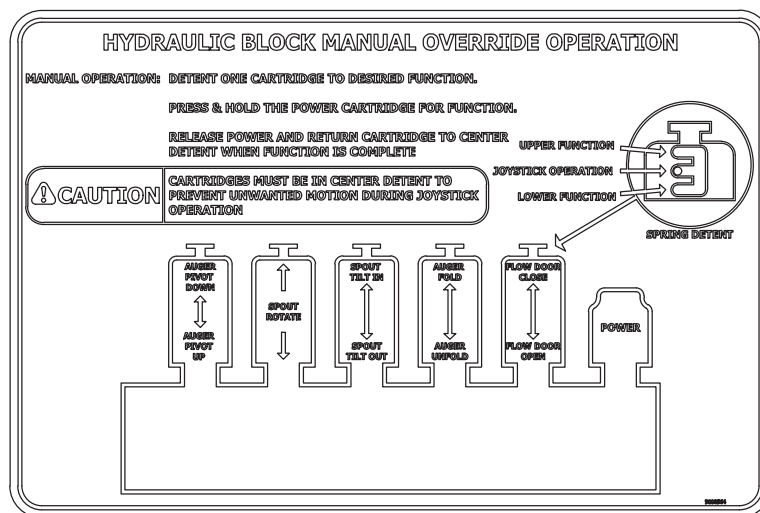 HYDRAULIC BLOCK MANUAL OVERRIDE OPERATION
MANUAL OPERATION: DETENT ONE CARTRIDGE TO DESIRED FUNCTION.
PRESS & HOLD THE POWER CARTRIDGE FOR FUNCTION.
RELEASE POWER AND RETURN CARTRIDGE TO CENTER
DETENT WHEN FUNCTION IS COMPLETE
UPPER FUNCTION
JOYSTICK OPERATION
LOWER FUNCTION
SPRING DETENT
CAUTION
CARTRIDGES MUST BE IN CENTER DETENT TO
PREVENT UNWANTED MOTION DURING JOYSTICK
OPERATION
AUGER
PIVOT
DOWN
AUGER
PIVOT
UP
SPOUT
ROTATE
SPOUT
TILT IN
SPOUT
TILT OUT
AUGER
FOLD
AUGER
UNFOLD
FLOW DOOR
CLOSE
FLOW DOOR
OPEN
POWER